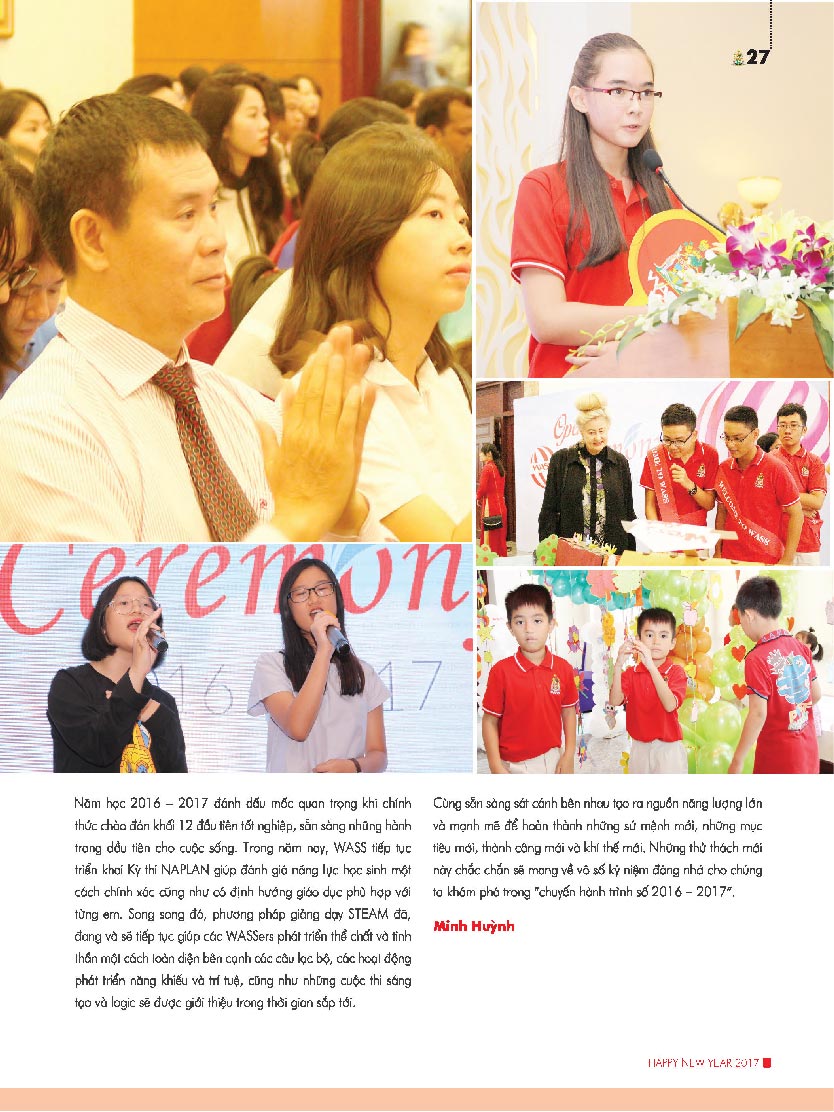 27
Ope
WASS
emon
WELCOME TO WASS
WELCOME TO WASS
Ceremony
2016 2017
Năm học 2016 – 2017 đánh dấu mốc quan trọng khi chính
thức chào đón khối 12 đầu tiên tốt nghiệp, sẵn sàng những hành
trang đầu tiên cho cuộc sống. Trong năm nay, WASS tiếp tục
triển khai Kỳ thi NAPLAN giúp đánh giá năng lực học sinh một
cách chính xác cũng như có định hướng giáo dục phù hợp với
từng em. Song song đó, phương pháp giảng dạy STEAM đã,
đang và sẽ tiếp tục giúp các WASSers phát triển thể chất và tinh
thần một cách toàn diện bên cạnh các câu lạc bộ, các hoạt động
phát triển năng khiếu và trí tuệ, cũng như những cuộc thi sáng
tạo và logic sẽ được giới thiệu trong thời gian sắp tới.
Cùng sẵn sàng sát cánh bên nhau tạo ra nguồn năng lượng lớn
và mạnh mẽ để hoàn thành những sứ mệnh mới, những mục
tiêu mới, thành công mới và khí thế mới. Những thử thách mới
này chắc chắn sẽ mang về vô số kỷ niệm đáng nhớ cho chúng
ta khám phá trong "chuyến hành trình số 2016 – 2017".
Minh Huỳnh
HAPPY NEW YEAR 2017